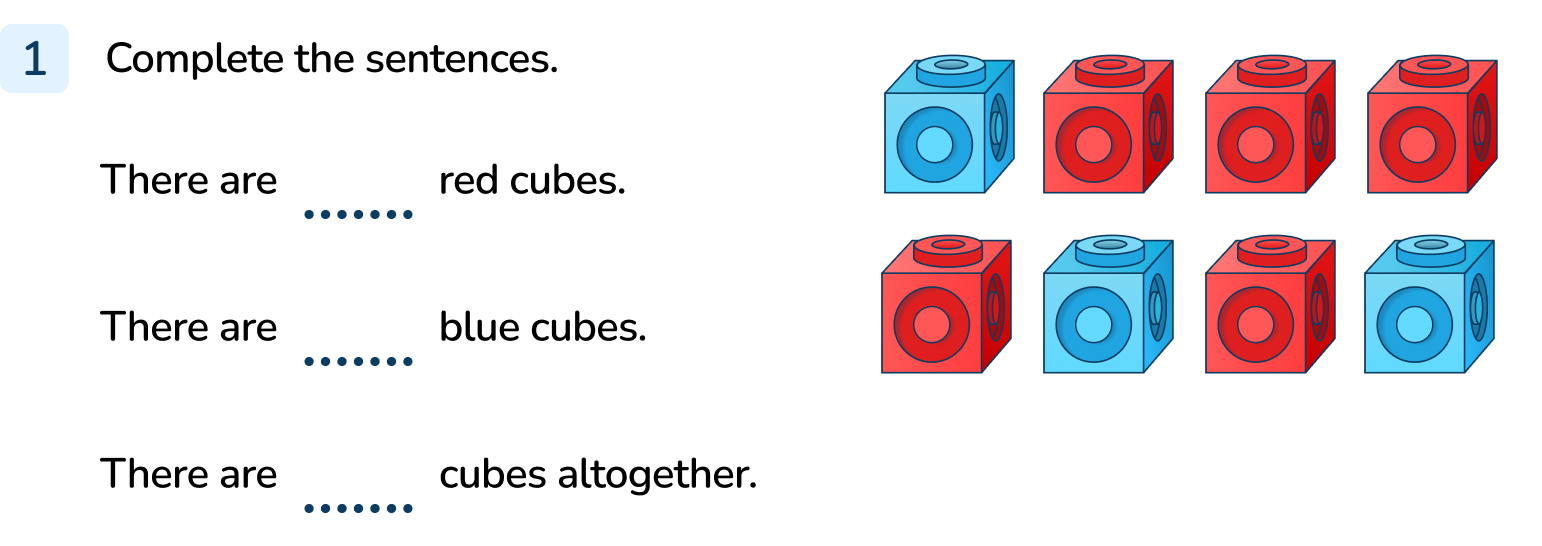 1 Complete the sentences.
There are ....... red cubes.
There are ....... blue cubes.
There are ....... cubes altogether.